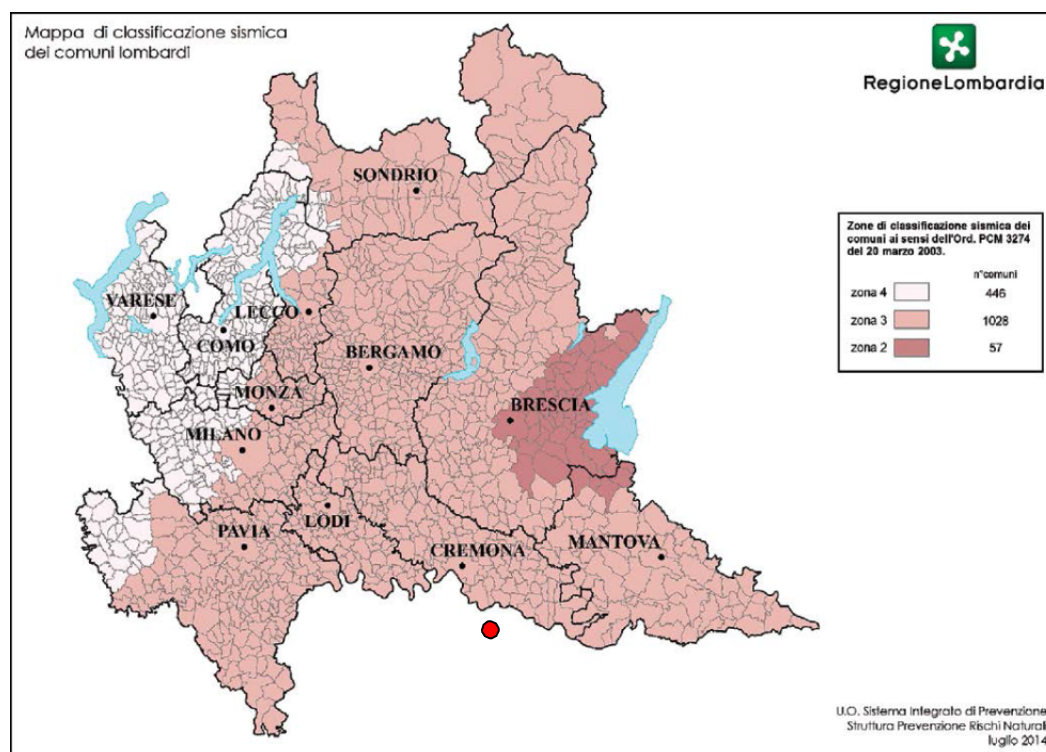 Mappa di classificazione sismica
dei comuni lombardi
RegioneLombardia
SONDRIO
VARESE
LECCO
COMO
BERGAMO
MONZA
BRESCIA
MILANO
LODI
PAVIA
CREMONA
MANTOVA
Zone di classificazione sismica dei
comuni ai sensi dell'Ord. PCM 3274
del 20 marzo 2003.
n°comuni
zona 4 446
zona 3 1028
zona 2 57
U.O. Sistema Integrato di Prevenzione
Struttura Prevenzione Rischi Naturali
luglio 2014